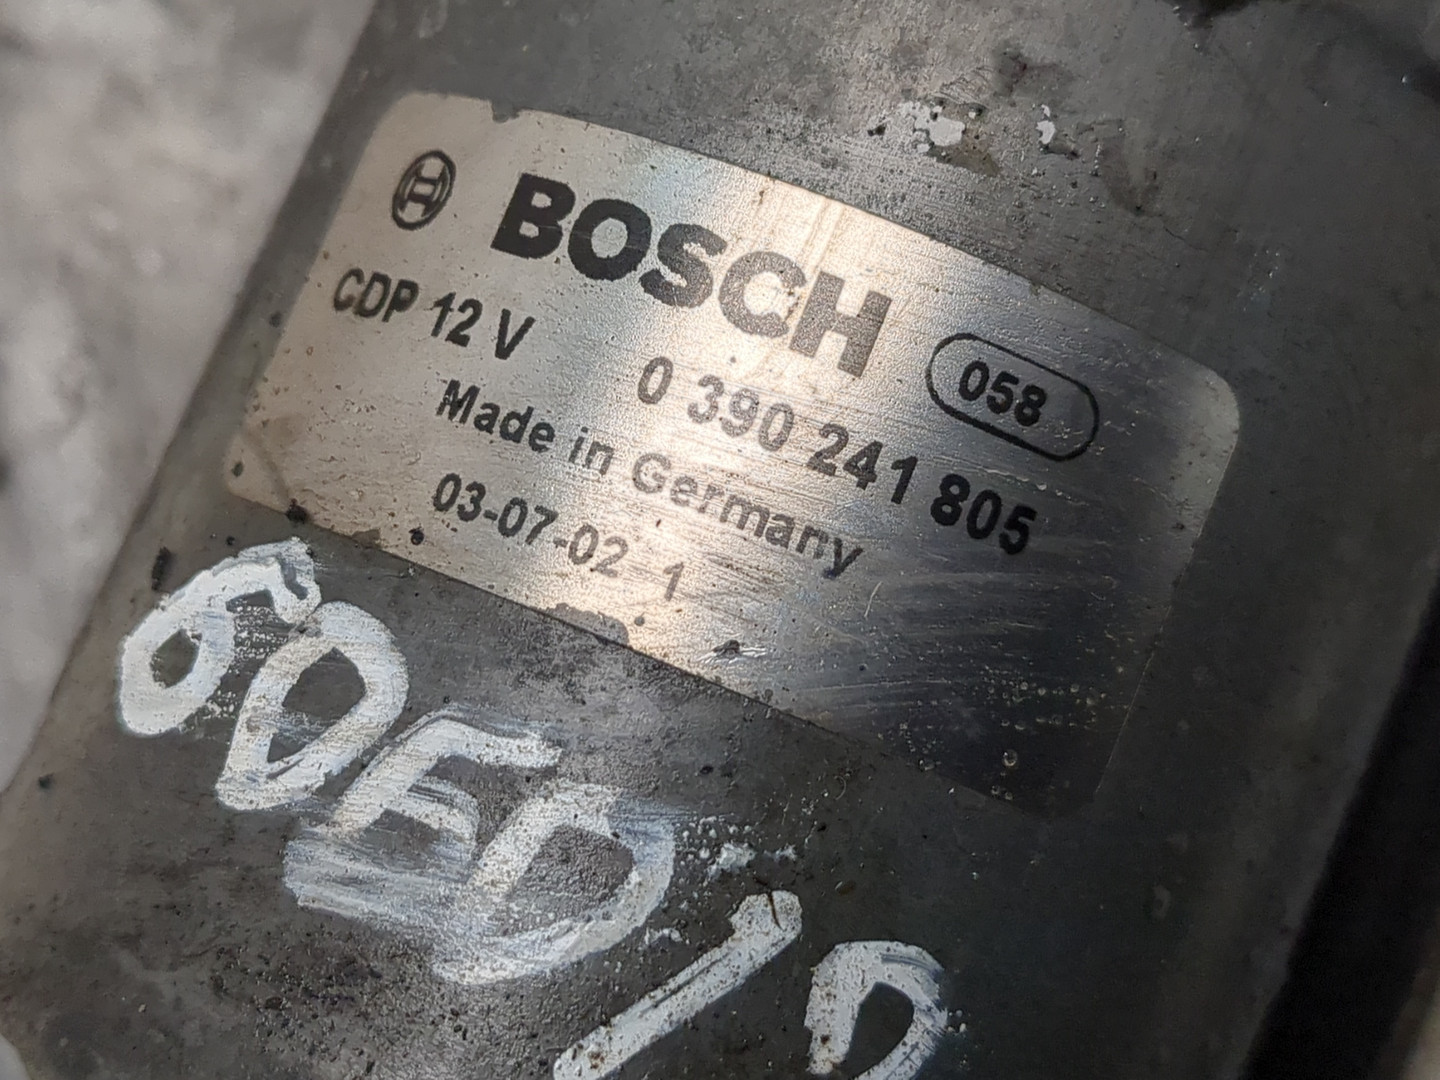 BOSCH
CDP 12 V 0 390 241 805 058
Made in Germany
03-07-02 1